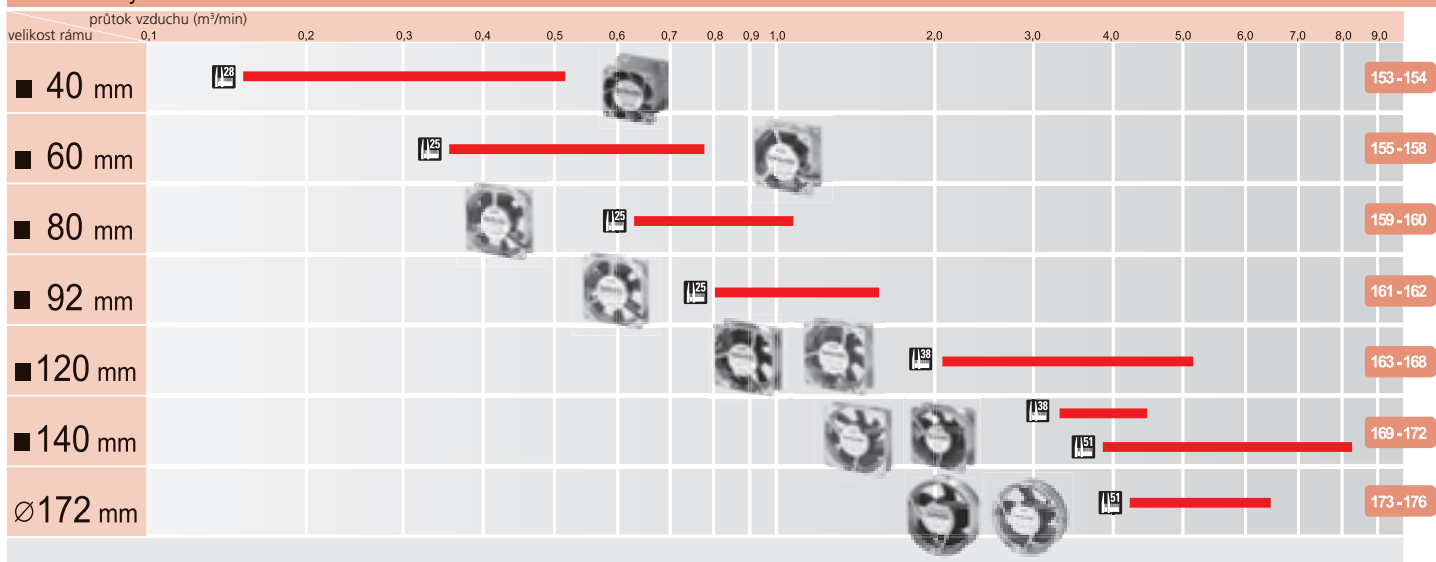 průtok vzduchu (m³/min)
velikost rámu 0,1 0,2 0,3 0,4 0,5 0,6 0,7 0,8 0,9 1,0 2,0 3,0 4,0 5,0 6,0 7,0 8,0 9,0
40 mm 28 153-154
60 mm 25 155-158
80 mm 25 159-160
92 mm 25 161-162
120 mm 38 163-168
38
140 mm 51 169-172
Ø172 mm 51 173-176